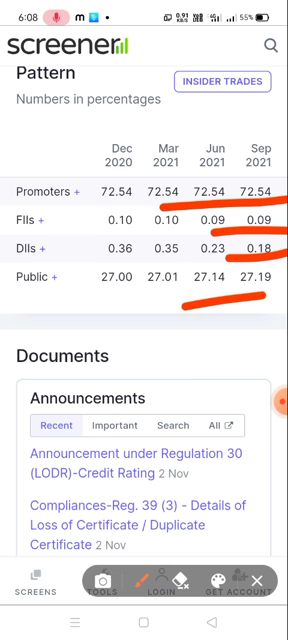 6:08 m • 0.91 KB/S 4G 55%
screener
Pattern
INSIDER TRADES
Numbers in percentages
Dec 2020 Mar 2021 Jun 2021 Sep 2021
Promoters + 72.54 72.54 72.54 72.54
FIIs + 0.10 0.10 0.09 0.09
DIIs + 0.36 0.35 0.23 0.18
Public + 27.00 27.01 27.14 27.19
Documents
Announcements
Recent Important Search All
Announcement under Regulation 30
(LODR)-Credit Rating 2 Nov
Compliances-Reg. 39 (3) - Details of
Loss of Certificate / Duplicate
Certificate 2 Nov
SCREENS TOOLS LOGIN GET ACCOUNT